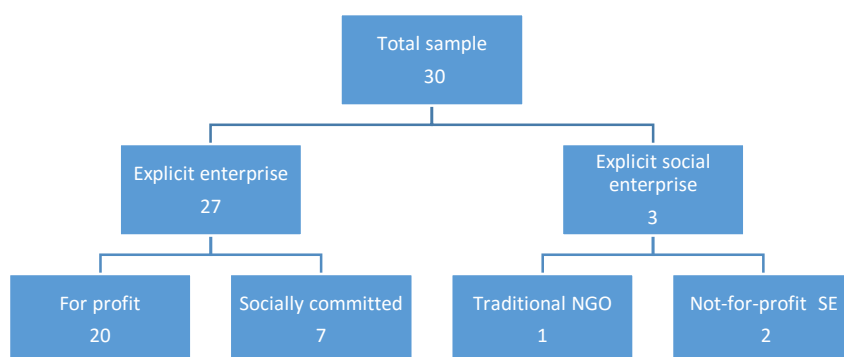 Total sample
30
Explicit enterprise
27
Explicit social
enterprise
3
For profit
20
Socially committed
7
Traditional NGO
1
Not-for-profit SE
2